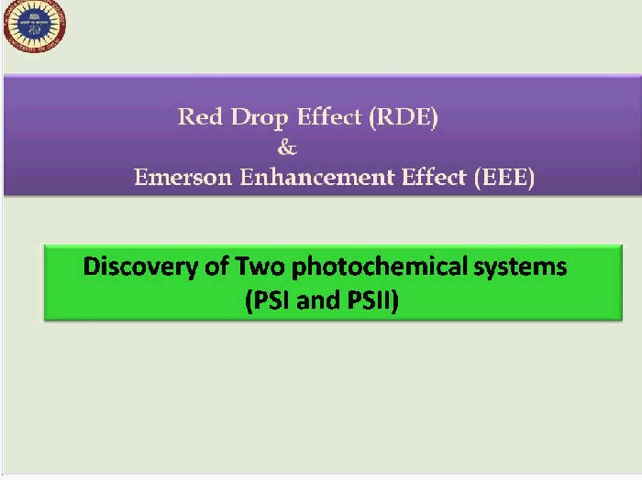 Red Drop Effect (RDE)
&
Emerson Enhancement Effect (EEE)
Discovery of Two photochemical systems
(PSI and PSII)